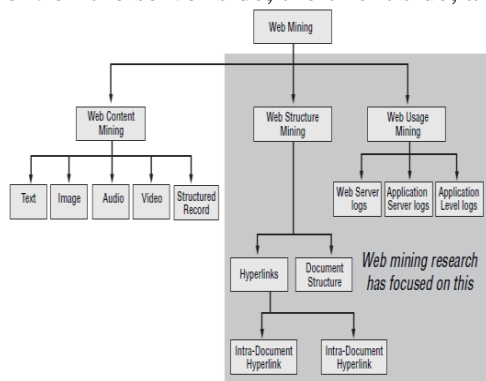 Web Mining
Web Content
Mining
Web Structure
Mining
Web Usage
Mining
Text
Image
Audio
Video
Structured
Record
Web Server
logs
Application
Server logs
Application
Level logs
Hyperlinks
Document
Structure
Web mining research
has focused on this
Intra-Document
Hyperlink
Intra-Document
Hyperlink